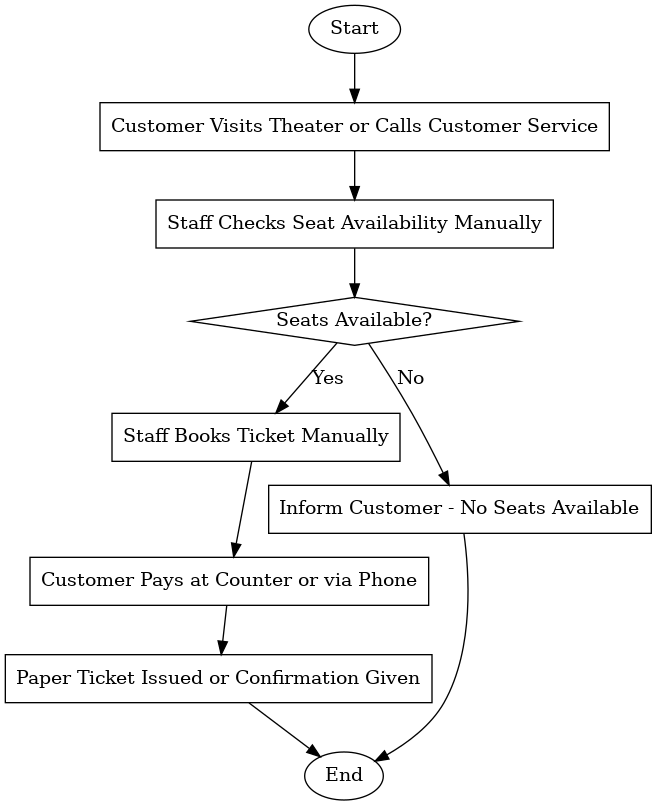 Start
Customer Visits Theater or Calls Customer Service
Staff Checks Seat Availability Manually
Seats Available?
Yes
No
Staff Books Ticket Manually
Inform Customer - No Seats Available
Customer Pays at Counter or via Phone
Paper Ticket Issued or Confirmation Given
End